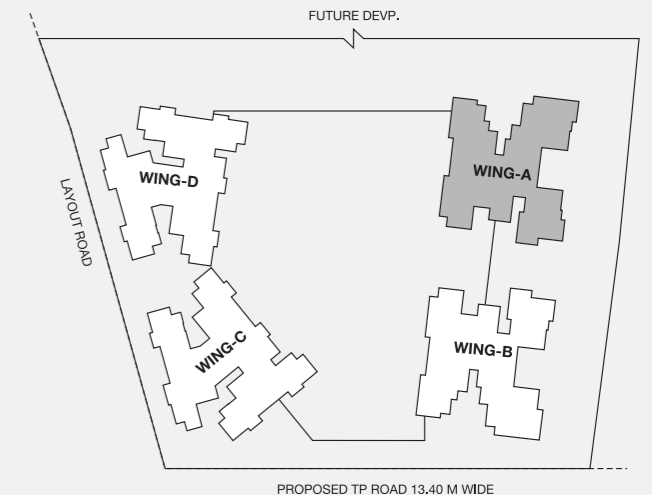 FUTURE DEVP.
WING-D
WING-A
LAYOUT ROAD
WING-C
WING-B
PROPOSED TP ROAD 13.40 M WIDE